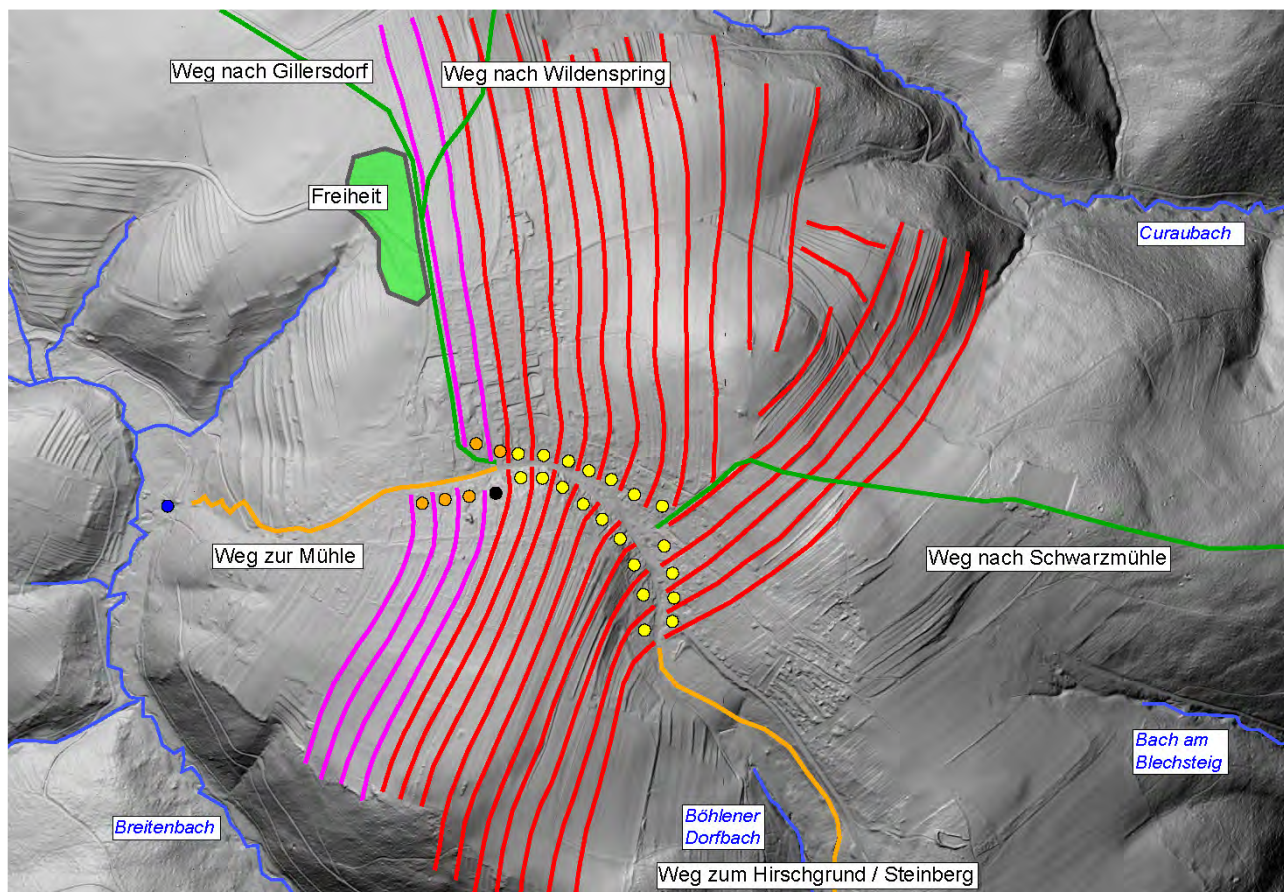 Weg nach Gillersdorf
Weg nach Wildenspring
Freiheit
Curaubach
Weg zur Mühle
Weg nach Schwarzmühle
Bach am
Blechsteig
Breitenbach
Böhlener
Dorfbach
Weg zum Hirschgrund / Steinberg